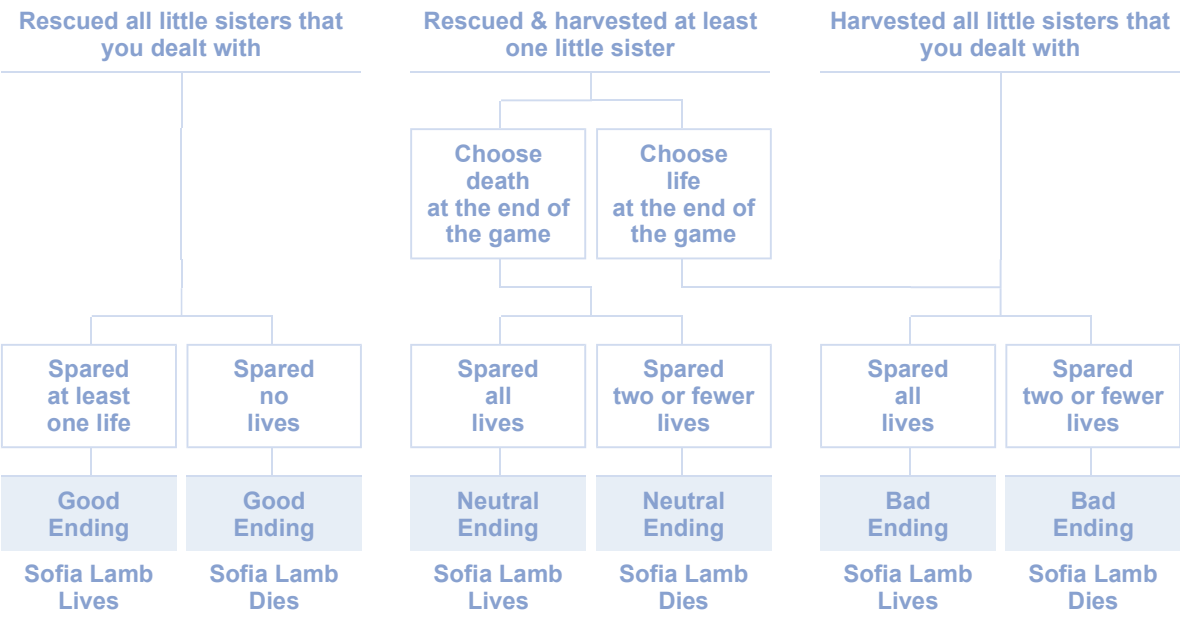 Rescued all little sisters that
you dealt with
Rescued & harvested at least
one little sister
Harvested all little sisters that
you dealt with
Choose
death
at the end of
the game
Choose
life
at the end of
the game
Spared
at least
one life
Spared
no
lives
Spared
all
lives
Spared
two or fewer
lives
Spared
all
lives
Spared
two or fewer
lives
Good
Ending
Good
Ending
Neutral
Ending
Neutral
Ending
Bad
Ending
Bad
Ending
Sofia Lamb
Lives
Sofia Lamb
Dies
Sofia Lamb
Lives
Sofia Lamb
Dies
Sofia Lamb
Lives
Sofia Lamb
Dies